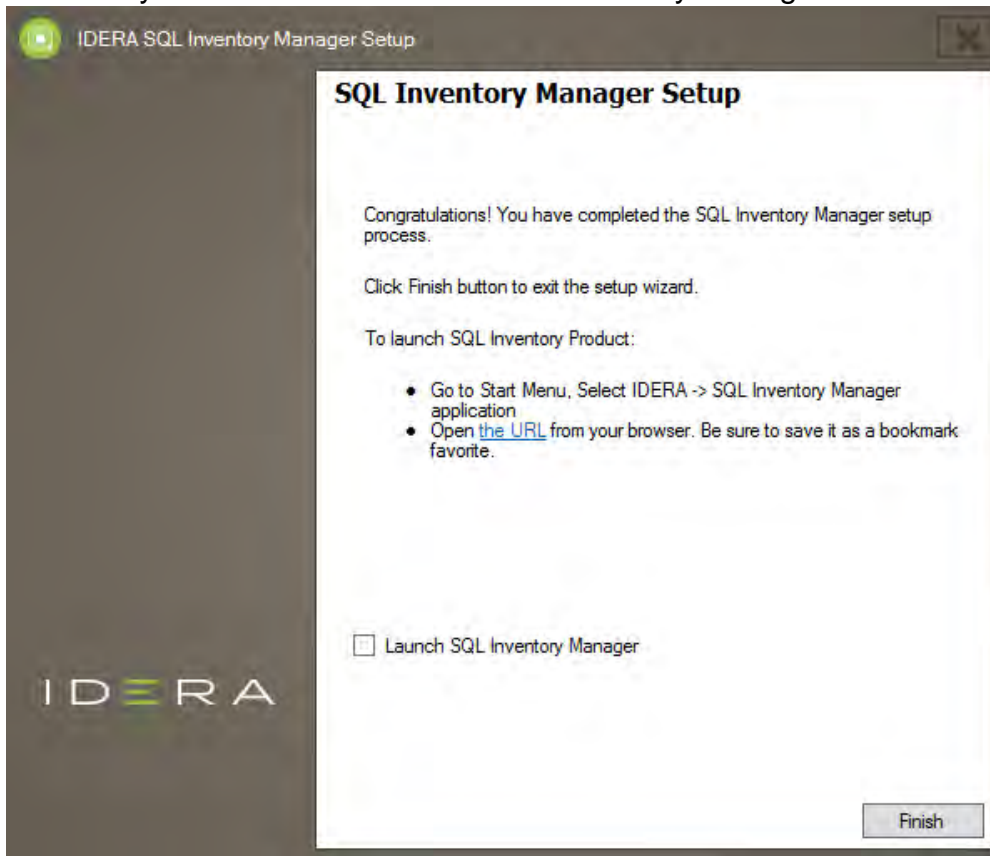 IDERA SQL Inventory Manager Setup
SQL Inventory Manager Setup
Congratulations! You have completed the SQL Inventory Manager setup
process.
Click Finish button to exit the setup wizard.
To launch SQL Inventory Product:
• Go to Start Menu, Select IDERA -> SQL Inventory Manager
application
• Open the URL from your browser. Be sure to save it as a bookmark
favorite.
Launch SQL Inventory Manager
IDERA
Finish